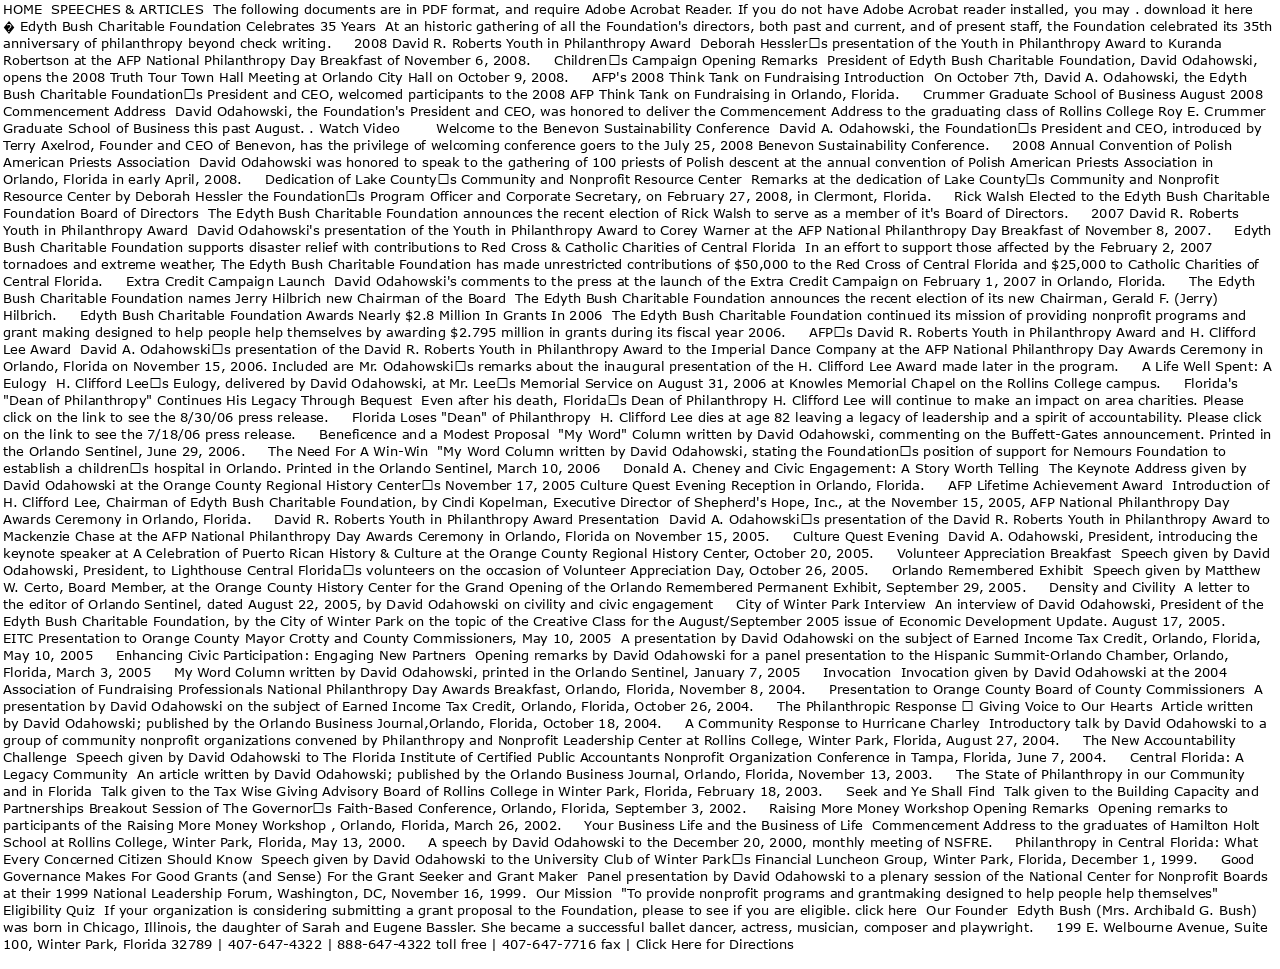 HOME  SPEECHES & ARTICLES  The following documents are in PDF format, and require Adobe Acrobat Reader. If you do not have Adobe Acrobat reader installed, you may . download it here
� Edyth Bush Charitable Foundation Celebrates 35 Years  At an historic gathering of all the Foundation's directors, both past and current, and of present staff, the Foundation celebrated its 35th
anniversary of philanthropy beyond check writing.     2008 David R. Roberts Youth in Philanthropy Award  Deborah Hessler□s presentation of the Youth in Philanthropy Award to Kuranda
Robertson at the AFP National Philanthropy Day Breakfast of November 6, 2008.     Children□s Campaign Opening Remarks  President of Edyth Bush Charitable Foundation, David Odahowski,
opens the 2008 Truth Tour Town Hall Meeting at Orlando City Hall on October 9, 2008.     AFP's 2008 Think Tank on Fundraising Introduction  On October 7th, David A. Odahowski, the Edyth
Bush Charitable Foundation□s President and CEO, welcomed participants to the 2008 AFP Think Tank on Fundraising in Orlando, Florida.     Crummer Graduate School of Business August 2008
Commencement Address  David Odahowski, the Foundation's President and CEO, was honored to deliver the Commencement Address to the graduating class of Rollins College Roy E. Crummer
Graduate School of Business this past August. . Watch Video        Welcome to the Benevon Sustainability Conference  David A. Odahowski, the Foundation□s President and CEO, introduced by
Terry Axelrod, Founder and CEO of Benevon, has the privilege of welcoming conference goers to the July 25, 2008 Benevon Sustainability Conference.     2008 Annual Convention of Polish
American Priests Association  David Odahowski was honored to speak to the gathering of 100 priests of Polish descent at the annual convention of Polish American Priests Association in
Orlando, Florida in early April, 2008.     Dedication of Lake County□s Community and Nonprofit Resource Center  Remarks at the dedication of Lake County□s Community and Nonprofit
Resource Center by Deborah Hessler the Foundation□s Program Officer and Corporate Secretary, on February 27, 2008, in Clermont, Florida.     Rick Walsh Elected to the Edyth Bush Charitable
Foundation Board of Directors  The Edyth Bush Charitable Foundation announces the recent election of Rick Walsh to serve as a member of it's Board of Directors.     2007 David R. Roberts
Youth in Philanthropy Award  David Odahowski's presentation of the Youth in Philanthropy Award to Corey Warner at the AFP National Philanthropy Day Breakfast of November 8, 2007.     Edyth
Bush Charitable Foundation supports disaster relief with contributions to Red Cross & Catholic Charities of Central Florida  In an effort to support those affected by the February 2, 2007
tornadoes and extreme weather, The Edyth Bush Charitable Foundation has made unrestricted contributions of $50,000 to the Red Cross of Central Florida and $25,000 to Catholic Charities of
Central Florida.     Extra Credit Campaign Launch  David Odahowski's comments to the press at the launch of the Extra Credit Campaign on February 1, 2007 in Orlando, Florida.     The Edyth
Bush Charitable Foundation names Jerry Hilbrich new Chairman of the Board  The Edyth Bush Charitable Foundation announces the recent election of its new Chairman, Gerald F. (Jerry)
Hilbrich.     Edyth Bush Charitable Foundation Awards Nearly $2.8 Million In Grants In 2006  The Edyth Bush Charitable Foundation continued its mission of providing nonprofit programs and
grant making designed to help people help themselves by awarding $2.795 million in grants during its fiscal year 2006.     AFP□s David R. Roberts Youth in Philanthropy Award and H. Clifford
Lee Award  David A. Odahowski□s presentation of the David R. Roberts Youth in Philanthropy Award to the Imperial Dance Company at the AFP National Philanthropy Day Awards Ceremony in
Orlando, Florida on November 15, 2006. Included are Mr. Odahowski□s remarks about the inaugural presentation of the H. Clifford Lee Award made later in the program.     A Life Well Spent: A
Eulogy  H. Clifford Lee□s Eulogy, delivered by David Odahowski, at Mr. Lee□s Memorial Service on August 31, 2006 at Knowles Memorial Chapel on the Rollins College campus.     Florida's
"Dean of Philanthropy" Continues His Legacy Through Bequest  Even after his death, Florida□s Dean of Philanthropy H. Clifford Lee will continue to make an impact on area charities. Please
click on the link to see the 8/30/06 press release.     Florida Loses "Dean" of Philanthropy  H. Clifford Lee dies at age 82 leaving a legacy of leadership and a spirit of accountability. Please click
on the link to see the 7/18/06 press release.     Beneficence and a Modest Proposal  "My Word" Column written by David Odahowski, commenting on the Buffett-Gates announcement. Printed in
the Orlando Sentinel, June 29, 2006.     The Need For A Win-Win  "My Word Column written by David Odahowski, stating the Foundation□s position of support for Nemours Foundation to
establish a children□s hospital in Orlando. Printed in the Orlando Sentinel, March 10, 2006     Donald A. Cheney and Civic Engagement: A Story Worth Telling  The Keynote Address given by
David Odahowski at the Orange County Regional History Center□s November 17, 2005 Culture Quest Evening Reception in Orlando, Florida.     AFP Lifetime Achievement Award  Introduction of
H. Clifford Lee, Chairman of Edyth Bush Charitable Foundation, by Cindi Kopelman, Executive Director of Shepherd's Hope, Inc., at the November 15, 2005, AFP National Philanthropy Day
Awards Ceremony in Orlando, Florida.     David R. Roberts Youth in Philanthropy Award Presentation  David A. Odahowski□s presentation of the David R. Roberts Youth in Philanthropy Award to
Mackenzie Chase at the AFP National Philanthropy Day Awards Ceremony in Orlando, Florida on November 15, 2005.     Culture Quest Evening  David A. Odahowski, President, introducing the
keynote speaker at A Celebration of Puerto Rican History & Culture at the Orange County Regional History Center, October 20, 2005.     Volunteer Appreciation Breakfast  Speech given by David
Odahowski, President, to Lighthouse Central Florida□s volunteers on the occasion of Volunteer Appreciation Day, October 26, 2005.     Orlando Remembered Exhibit  Speech given by Matthew
W. Certo, Board Member, at the Orange County History Center for the Grand Opening of the Orlando Remembered Permanent Exhibit, September 29, 2005.     Density and Civility  A letter to
the editor of Orlando Sentinel, dated August 22, 2005, by David Odahowski on civility and civic engagement     City of Winter Park Interview  An interview of David Odahowski, President of the
Edyth Bush Charitable Foundation, by the City of Winter Park on the topic of the Creative Class for the August/September 2005 issue of Economic Development Update. August 17, 2005.
EITC Presentation to Orange County Mayor Crotty and County Commissioners, May 10, 2005  A presentation by David Odahowski on the subject of Earned Income Tax Credit, Orlando, Florida,
May 10, 2005     Enhancing Civic Participation: Engaging New Partners  Opening remarks by David Odahowski for a panel presentation to the Hispanic Summit-Orlando Chamber, Orlando,
Florida, March 3, 2005     My Word Column written by David Odahowski, printed in the Orlando Sentinel, January 7, 2005     Invocation  Invocation given by David Odahowski at the 2004
Association of Fundraising Professionals National Philanthropy Day Awards Breakfast, Orlando, Florida, November 8, 2004.     Presentation to Orange County Board of County Commissioners  A
presentation by David Odahowski on the subject of Earned Income Tax Credit, Orlando, Florida, October 26, 2004.     The Philanthropic Response □ Giving Voice to Our Hearts  Article written
by David Odahowski; published by the Orlando Business Journal,Orlando, Florida, October 18, 2004.     A Community Response to Hurricane Charley  Introductory talk by David Odahowski to a
group of community nonprofit organizations convened by Philanthropy and Nonprofit Leadership Center at Rollins College, Winter Park, Florida, August 27, 2004.     The New Accountability
Challenge  Speech given by David Odahowski to The Florida Institute of Certified Public Accountants Nonprofit Organization Conference in Tampa, Florida, June 7, 2004.     Central Florida: A
Legacy Community  An article written by David Odahowski; published by the Orlando Business Journal, Orlando, Florida, November 13, 2003.     The State of Philanthropy in our Community
and in Florida  Talk given to the Tax Wise Giving Advisory Board of Rollins College in Winter Park, Florida, February 18, 2003.     Seek and Ye Shall Find  Talk given to the Building Capacity and
Partnerships Breakout Session of The Governor□s Faith-Based Conference, Orlando, Florida, September 3, 2002.     Raising More Money Workshop Opening Remarks  Opening remarks to
participants of the Raising More Money Workshop , Orlando, Florida, March 26, 2002.     Your Business Life and the Business of Life  Commencement Address to the graduates of Hamilton Holt
School at Rollins College, Winter Park, Florida, May 13, 2000.     A speech by David Odahowski to the December 20, 2000, monthly meeting of NSFRE.     Philanthropy in Central Florida: What
Every Concerned Citizen Should Know  Speech given by David Odahowski to the University Club of Winter Park□s Financial Luncheon Group, Winter Park, Florida, December 1, 1999.     Good
Governance Makes For Good Grants (and Sense) For the Grant Seeker and Grant Maker  Panel presentation by David Odahowski to a plenary session of the National Center for Nonprofit Boards
at their 1999 National Leadership Forum, Washington, DC, November 16, 1999.  Our Mission  "To provide nonprofit programs and grantmaking designed to help people help themselves"
Eligibility Quiz  If your organization is considering submitting a grant proposal to the Foundation, please to see if you are eligible. click here  Our Founder  Edyth Bush (Mrs. Archibald G. Bush)
was born in Chicago, Illinois, the daughter of Sarah and Eugene Bassler. She became a successful ballet dancer, actress, musician, composer and playwright.     199 E. Welbourne Avenue, Suite
100, Winter Park, Florida 32789 | 407-647-4322 | 888-647-4322 toll free | 407-647-7716 fax | Click Here for Directions